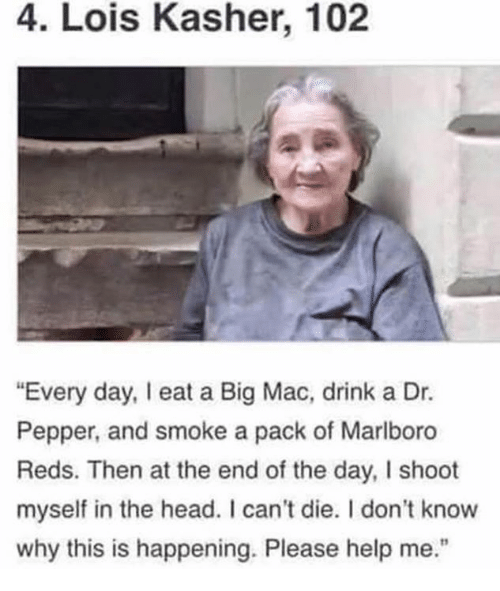 4. Lois Kasher, 102
"Every day, I eat a Big Mac, drink a Dr.
Pepper, and smoke a pack of Marlboro
Reds. Then at the end of the day, I shoot
myself in the head. I can't die. I don't know
why this is happening. Please help me."